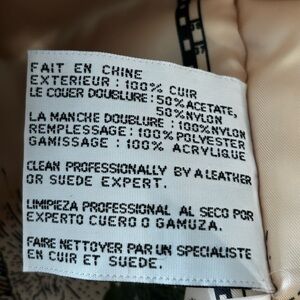 FAIT EN CHINE
EXTERIEUR : 100% CUIR
LE COUER DOUBLURE : 50% ACETATE,
50% NYLON
LA MANCHE DOUBLURE : 100% NYLON
REMPLESSAGE : 100% POLYESTER
GAMISSAGE : 100% ACRYLIQUE
CLEAN PROFESSIONALLY BY A LEATHER
OR SUEDE EXPERT.
LIMPIEZA PROFESSIONAL AL SECO POR
EXPERTO CUERO O GAMUZA.
FAIRE NETTOYER PAR UN SPECIALISTE
EN CUIR ET SUEDE.